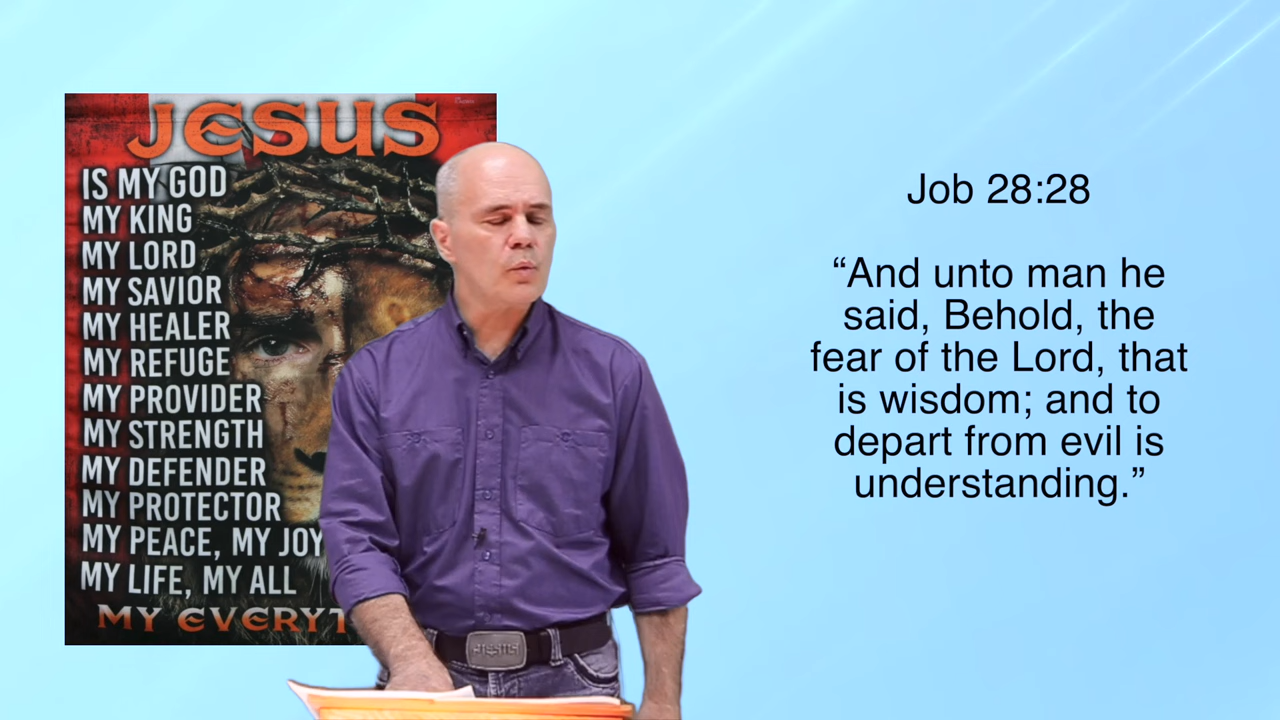 JESUS
IS MY GOD
MY KING
MY LORD
MY SAVIOR
MY HEALER
MY REFUGE
MY PROVIDER
MY STRENGTH
MY DEFENDER
MY PROTECTOR
MY PEACE, MY JOY
MY LIFE, MY ALL
MY EVERYT
Job 28:28
“And unto man he
said, Behold, the
fear of the Lord, that
is wisdom; and to
depart from evil is
understanding.”